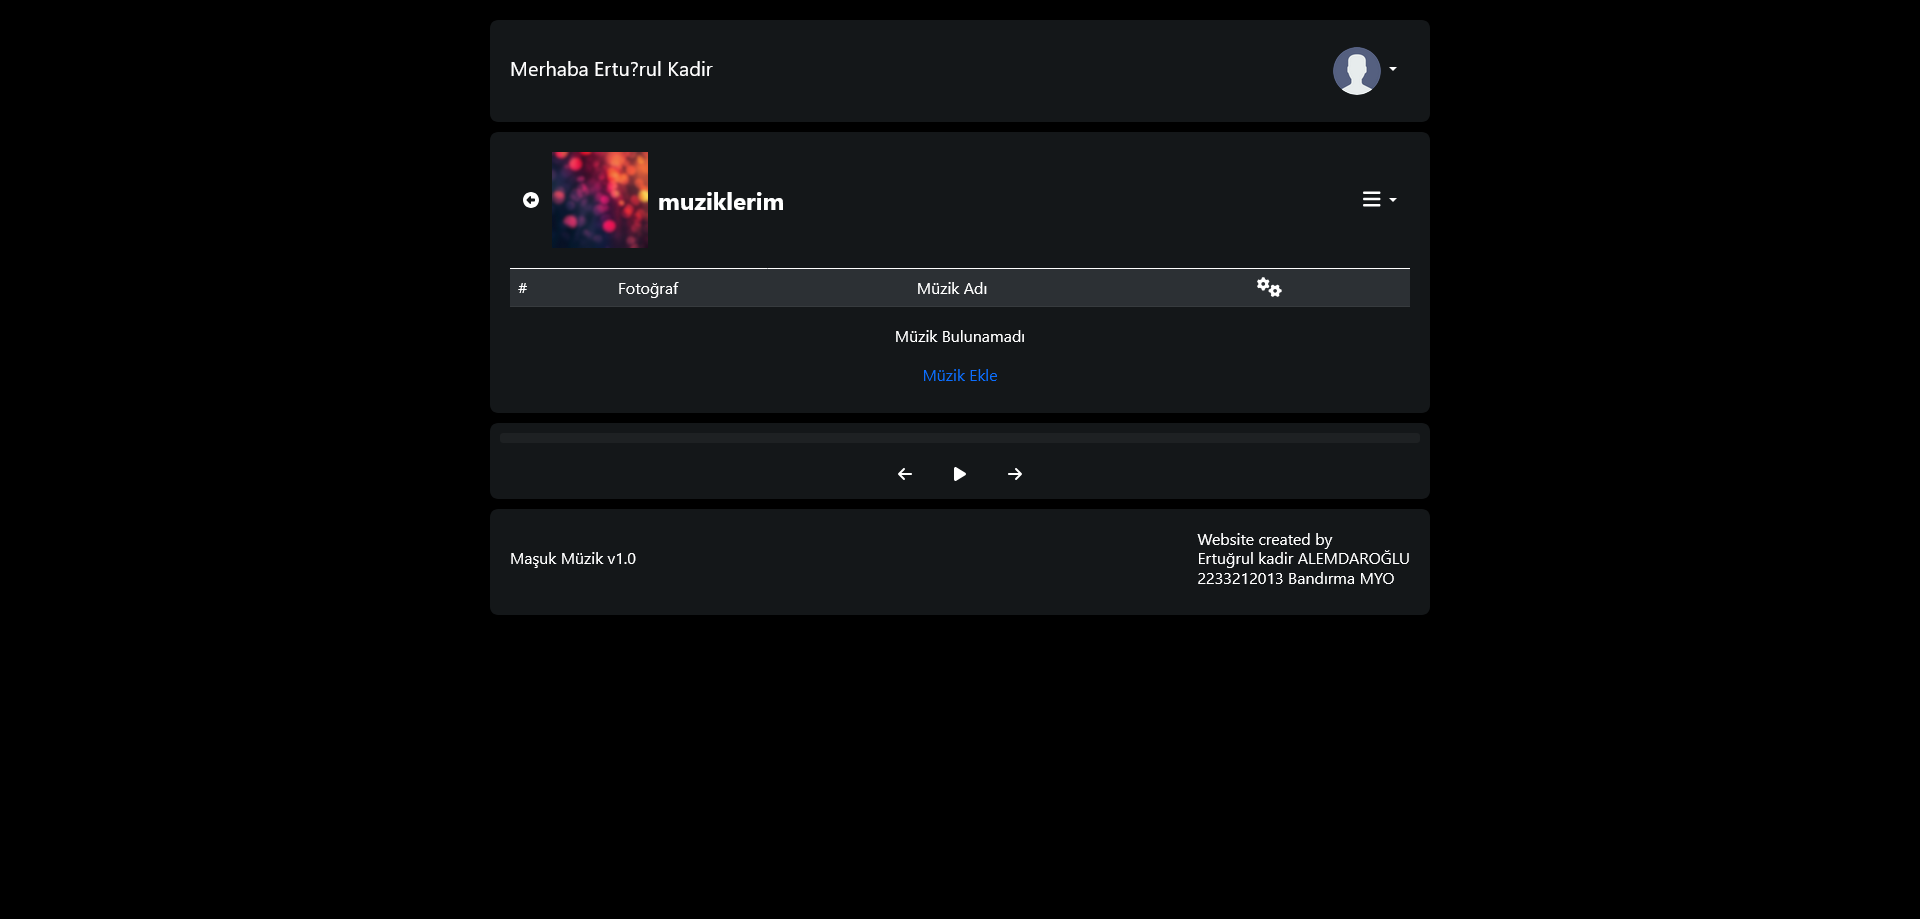 Merhaba Ertu?rul Kadir
muziklerim
# Fotoğraf Müzik Adı
Müzik Bulunamadı
Müzik Ekle
Maşuk Müzik v1.0
Website created by
Ertuğrul kadir ALEMDAROĞLU
2233212013 Bandırma MYO